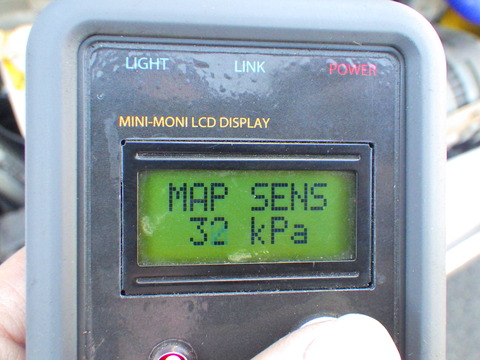 LIGHT LINK POWER
MINI-MONI LCD DISPLAY
MAP SENS
32 kPa